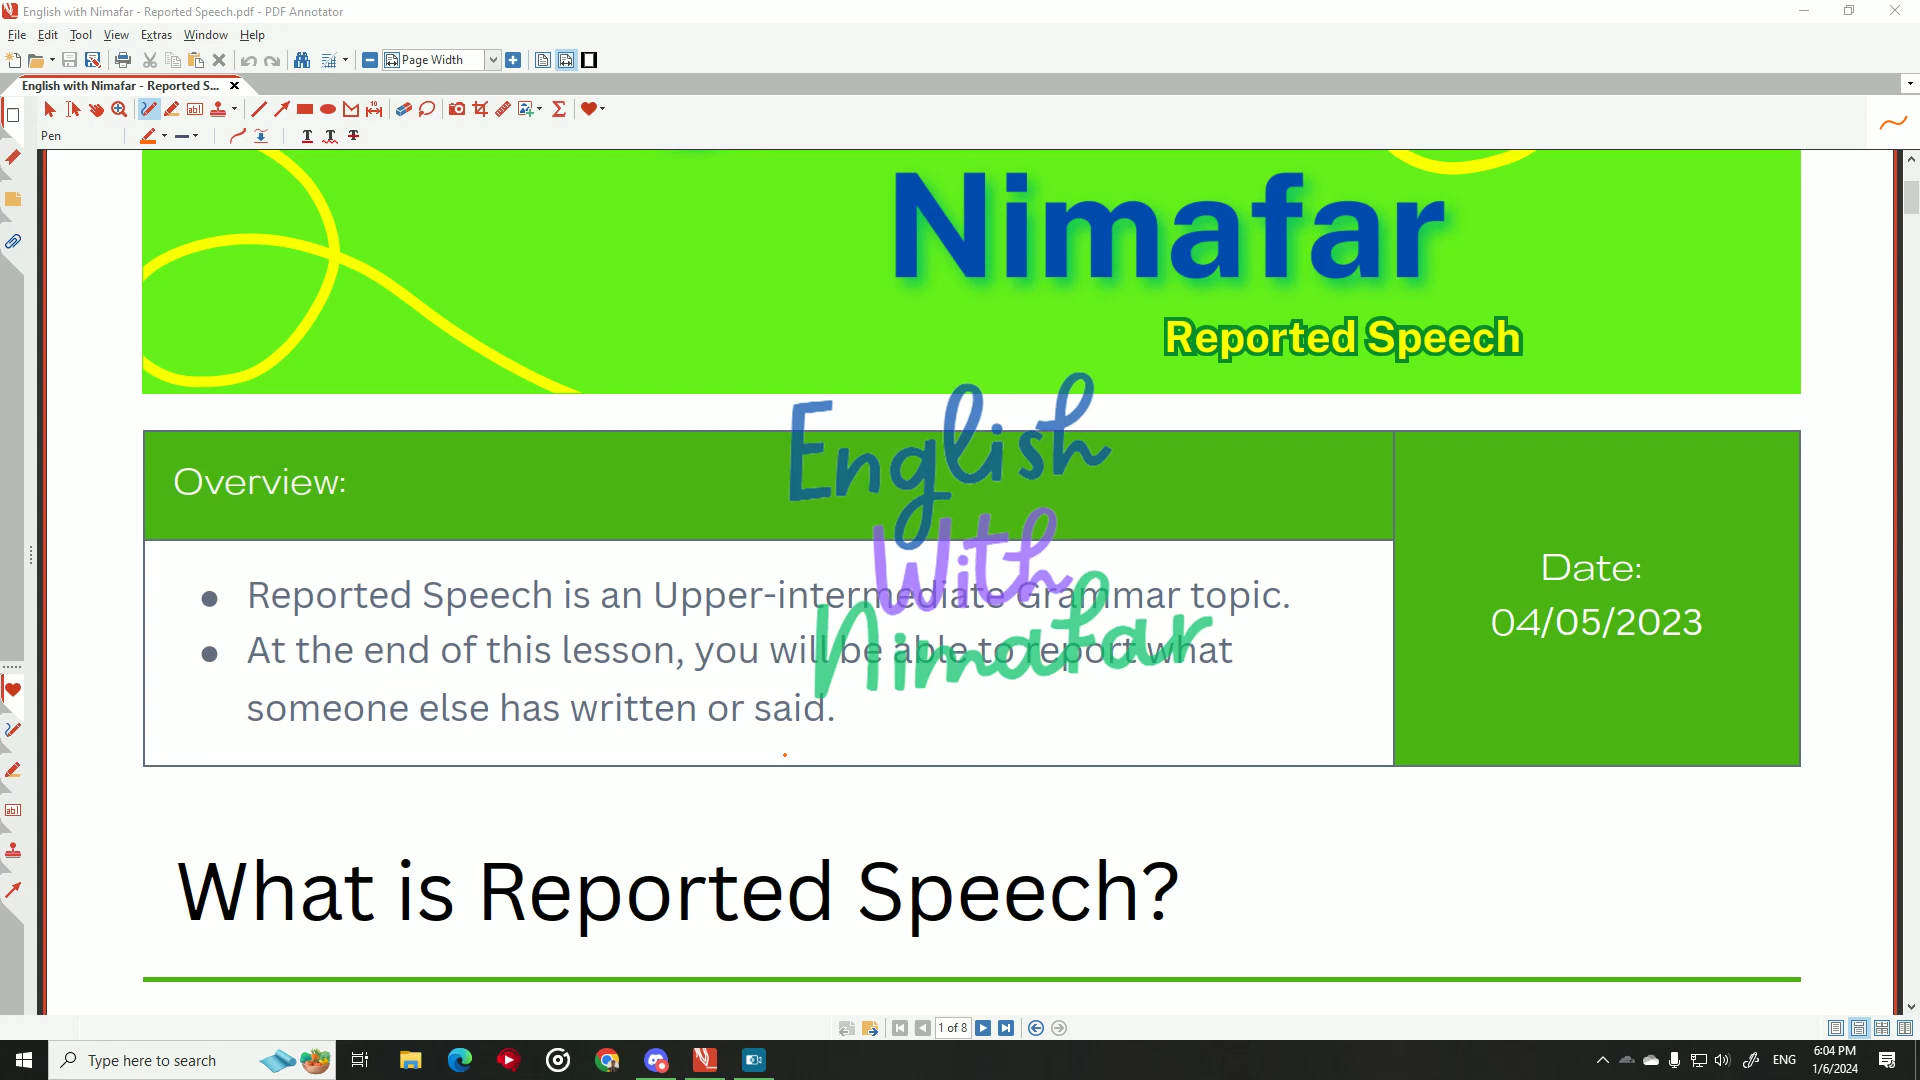 English with Nimafar - Reported Speech.pdf - PDF Annotator
File Edit Tool View Extras Window Help
Page Width
English with Nimafar - Reported S...
Pen
Nimafar
Reported Speech
English
With
Nimafar
Overview:
Date:
04/05/2023
● Reported Speech is an Upper-intermediate Grammar topic.
● At the end of this lesson, you will be able to report what
someone else has written or said.
What is Reported Speech?
1 of 8
Type here to search
ENG
6:04 PM
1/6/2024